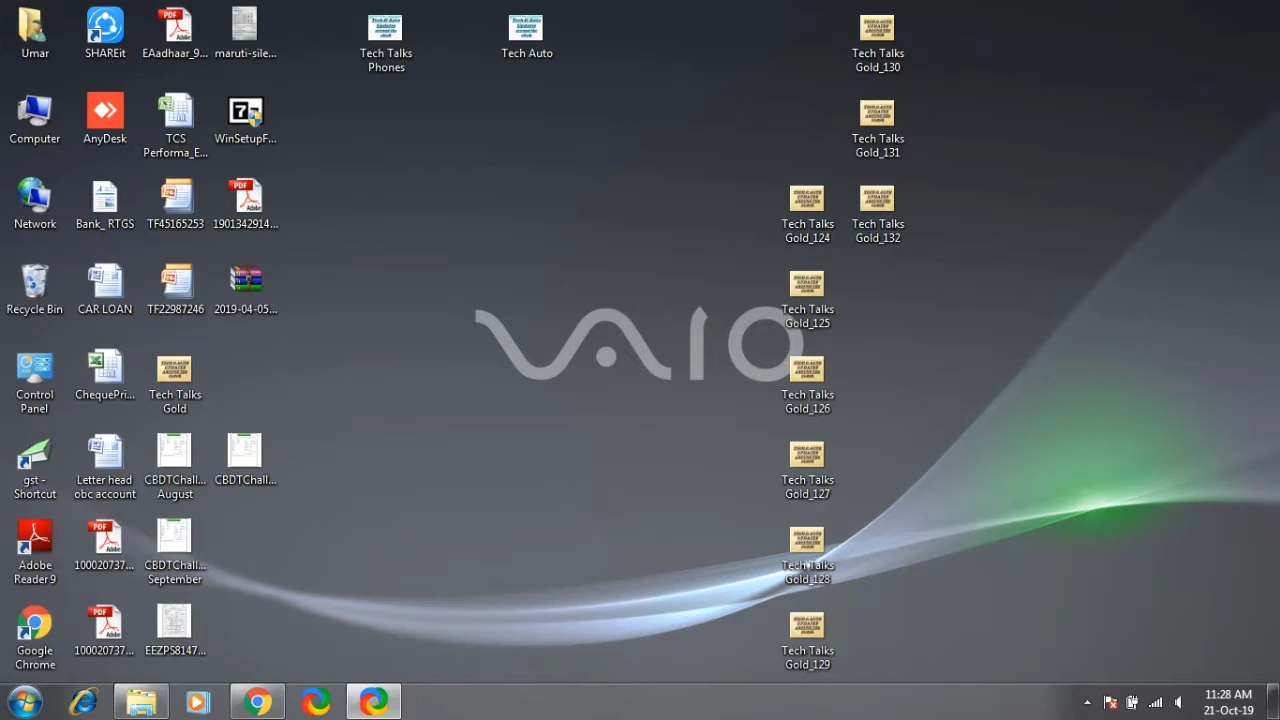 Umar
SHAREit
EAadhaar_9...
maruti-sile...
Tech Talks
Phones
Tech Auto
Tech Talks
Gold_130
Computer
AnyDesk
TCS
Performa_E...
WinSetupF...
Tech Talks
Gold_131
Network
Bank_ RTGS
TF45165253
1901342914...
Tech Talks
Gold_124
Tech Talks
Gold_132
Recycle Bin
CAR LOAN
TF22987246
2019-04-05...
Tech Talks
Gold_125
VAIO
Control
Panel
ChequePri...
Tech Talks
Gold
Tech Talks
Gold_126
gst -
Shortcut
Letter head
obc account
CBDTChall...
August
CBDTChall...
Tech Talks
Gold_127
Adobe
Reader 9
100020737...
CBDTChall...
September
Tech Talks
Gold_128
Google
Chrome
100020737...
EEZPS8147...
Tech Talks
Gold_129
11:28 AM
21-Oct-19